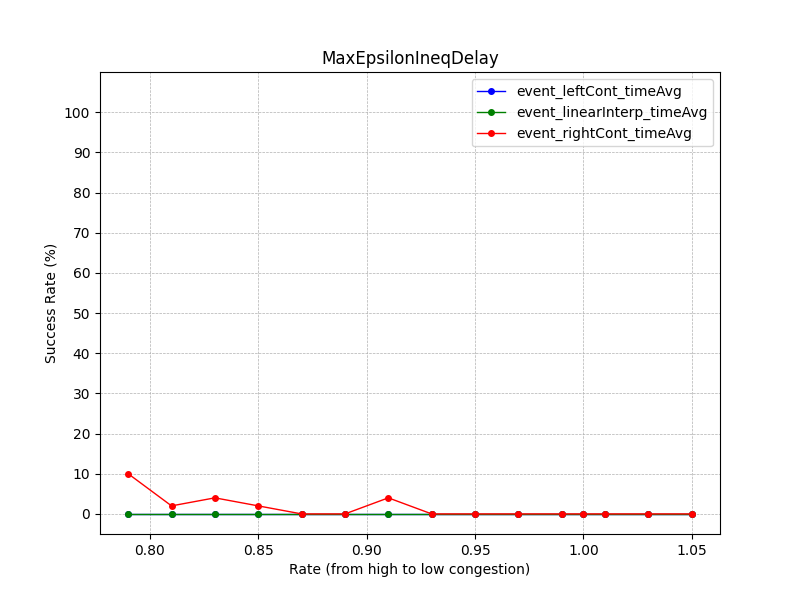 MaxEpsilonIneqDelay
event_leftCont_timeAvg
event_linearInterp_timeAvg
event_rightCont_timeAvg
Success Rate (%)
100
90
80
70
60
50
40
30
20
10
0
0.80 0.85 0.90 0.95 1.00 1.05
Rate (from high to low congestion)